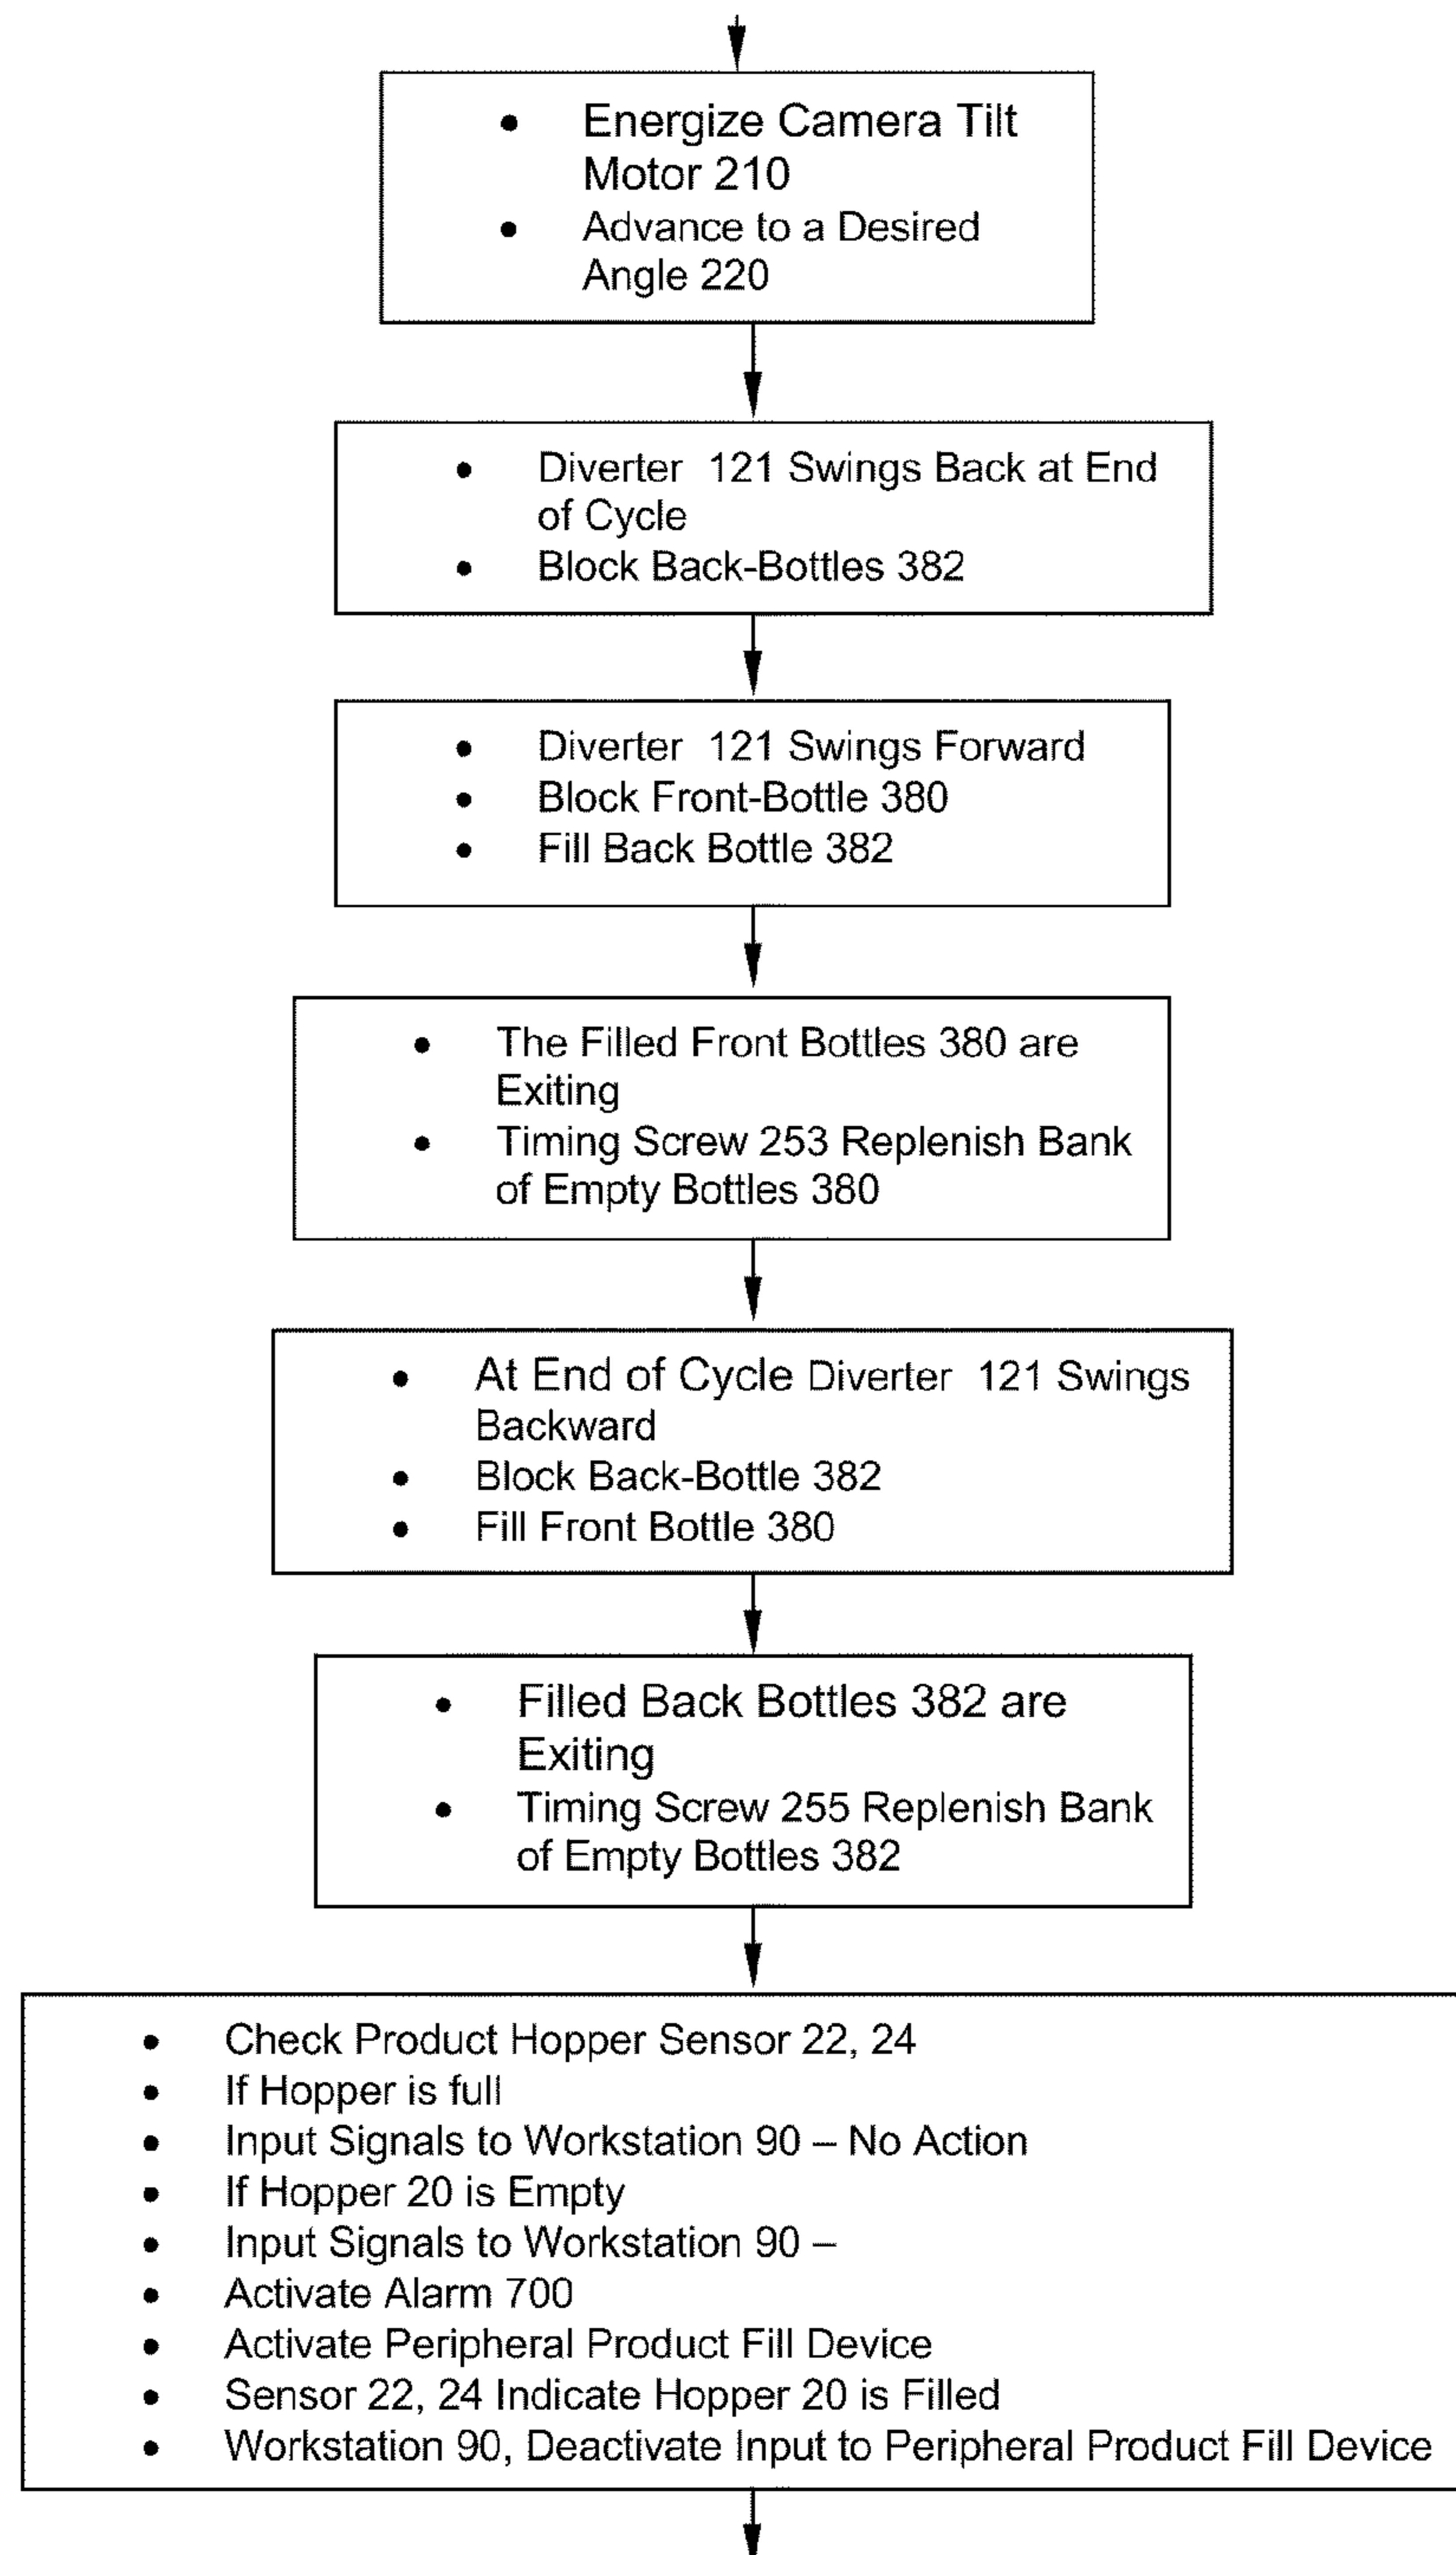 • Energize Camera Tilt
Motor 210
• Advance to a Desired
Angle 220
• Diverter 121 Swings Back at End
of Cycle
• Block Back-Bottles 382
• Diverter 121 Swings Forward
• Block Front-Bottle 380
• Fill Back Bottle 382
• The Filled Front Bottles 380 are
Exiting
• Timing Screw 253 Replenish Bank
of Empty Bottles 380
• At End of Cycle Diverter 121 Swings
Backward
• Block Back-Bottle 382
• Fill Front Bottle 380
• Filled Back Bottles 382 are
Exiting
• Timing Screw 255 Replenish Bank
of Empty Bottles 382
• Check Product Hopper Sensor 22, 24
• If Hopper is full
• Input Signals to Workstation 90 – No Action
• If Hopper 20 is Empty
• Input Signals to Workstation 90 –
• Activate Alarm 700
• Activate Peripheral Product Fill Device
• Sensor 22, 24 Indicate Hopper 20 is Filled
• Workstation 90, Deactivate Input to Peripheral Product Fill Device